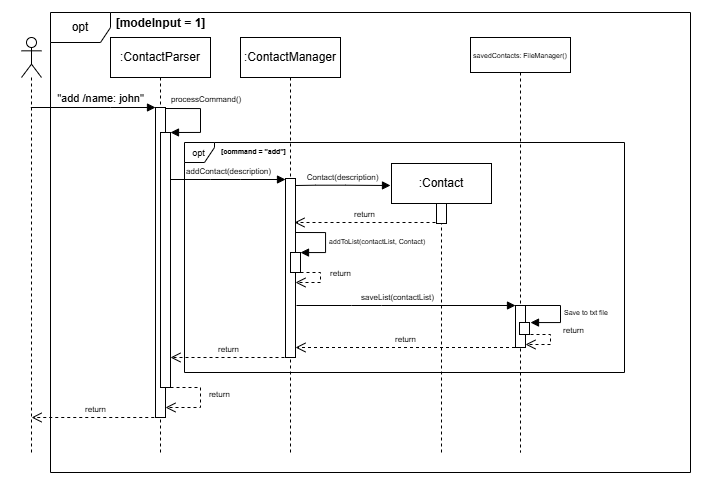 opt
[modeInput = 1]
:ContactParser
:ContactManager
savedContacts: FileManager()
"add /name: john"
processCommand()
opt
[command = "add"]
addContact(description)
Contact(description)
:Contact
return
addToList(contactList, Contact)
return
saveList(contactList)
Save to txt file
return
return
return
return
return